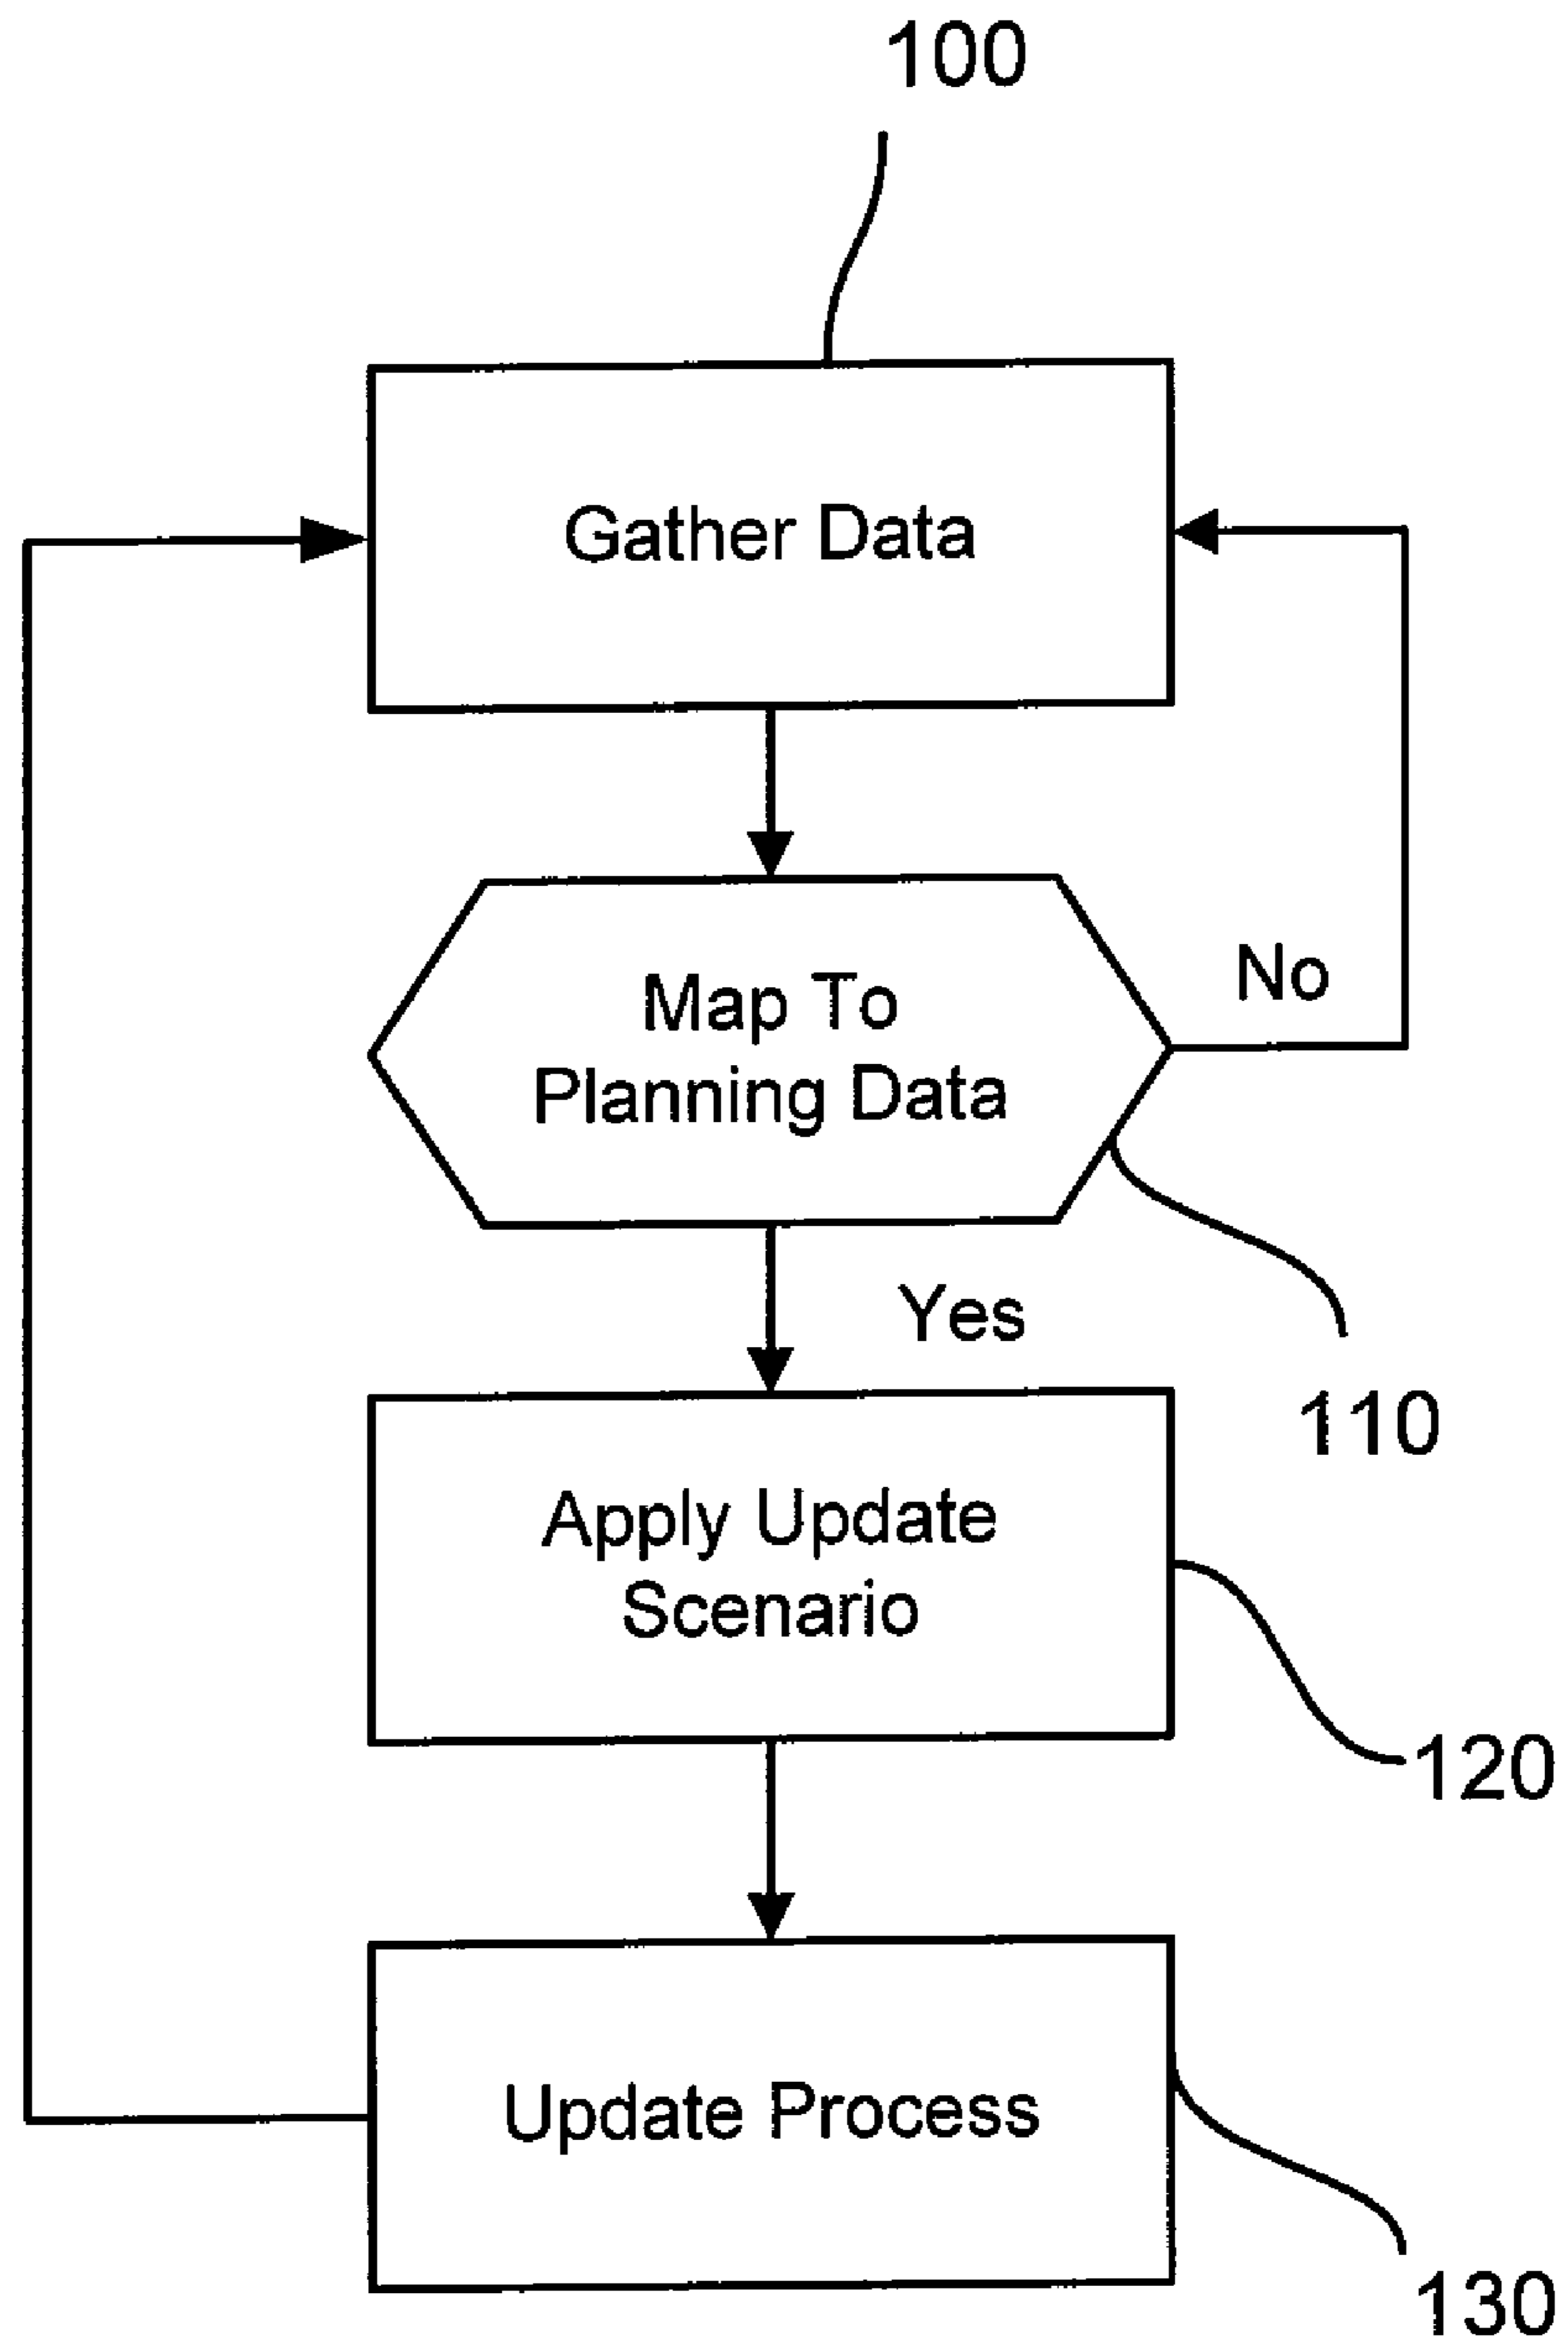 100
Gather Data
Map To
Planning Data
No
Yes
110
Apply Update
Scenario
120
Update Process
130